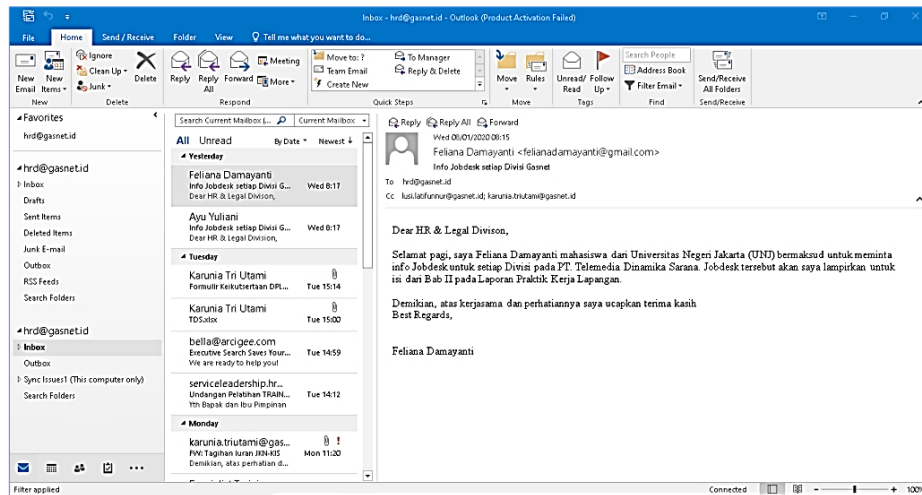 Inbox - hrd@gasnet.id - Outlook (Product Activation Failed)
File Home Send / Receive Folder View Tell me what you want to do...
New Email
New Items
Ignore
Clean Up
Junk
Delete
Reply
Reply All
Forward
Meeting
More
Move to: ?
Team Email
Create New
To Manager
Reply & Delete
Move
Rules
Unread/ Read
Follow Up
Search People
Address Book
Filter Email
Send/Receive All Folders
New Delete Respond Quick Steps Move Tags Find Send/Receive
Favorites
hrd@gasnet.id
hrd@gasnet.id
Inbox
Drafts
Sent Items
Deleted Items
Junk E-mail
Outbox
RSS Feeds
Search Folders
hrd@gasnet.id
Inbox
Outbox
Sync Issues1 (This computer only)
Search Folders
Filter applied
Search Current Mailbox (... Current Mailbox
All Unread By Date Newest
Yesterday
Feliana Damayanti
Info Jobdesk setiap Divisi G... Wed 8:17
Dear HR & Legal Divison,
Ayu Yuliani
Info Jobdesk setiap Divisi G... Wed 8:17
Dear HR & Legal Division,
Tuesday
Karunia Tri Utami
Formulir Keikutsertaan DPL... Tue 15:14
Karunia Tri Utami
TDS.xlsx Tue 15:00
bella@arcigee.com
Executive Search Saves Your... Tue 14:59
We are ready to help you!
serviceleadership.hr...
Undangan Pelatihan TRAIN... Tue 14:12
Yth Bapak dan Ibu Pimpinan
Monday
karunia.triutami@gas...
FW: Tagihan Iuran JKN-KIS Mon 11:20
Demikian, atas perhatian d...
Reply Reply All Forward
Wed 08/01/2020 08:15
Feliana Damayanti <felianadamayanti@gmail.com>
Info Jobdesk setiap Divisi Gasnet
To hrd@gasnet.id
Cc lusi.latifunnur@gasnet.id; karunia.triutami@gasnet.id
Dear HR & Legal Divison,
Selamat pagi, saya Feliana Damayanti mahasiswa dari Universitas Negeri Jakarta (UNJ) bermaksud untuk meminta
info Jobdesk untuk setiap Divisi pada PT. Telemedia Dinamika Sarana. Jobdesk tersebut akan saya lampirkan untuk
isi dari Bab II pada Laporan Praktik Kerja Lapangan.
Demikian, atas kerjasama dan perhatiannya saya ucapkan terima kasih
Best Regards,
Feliana Damayanti
Connected
100%